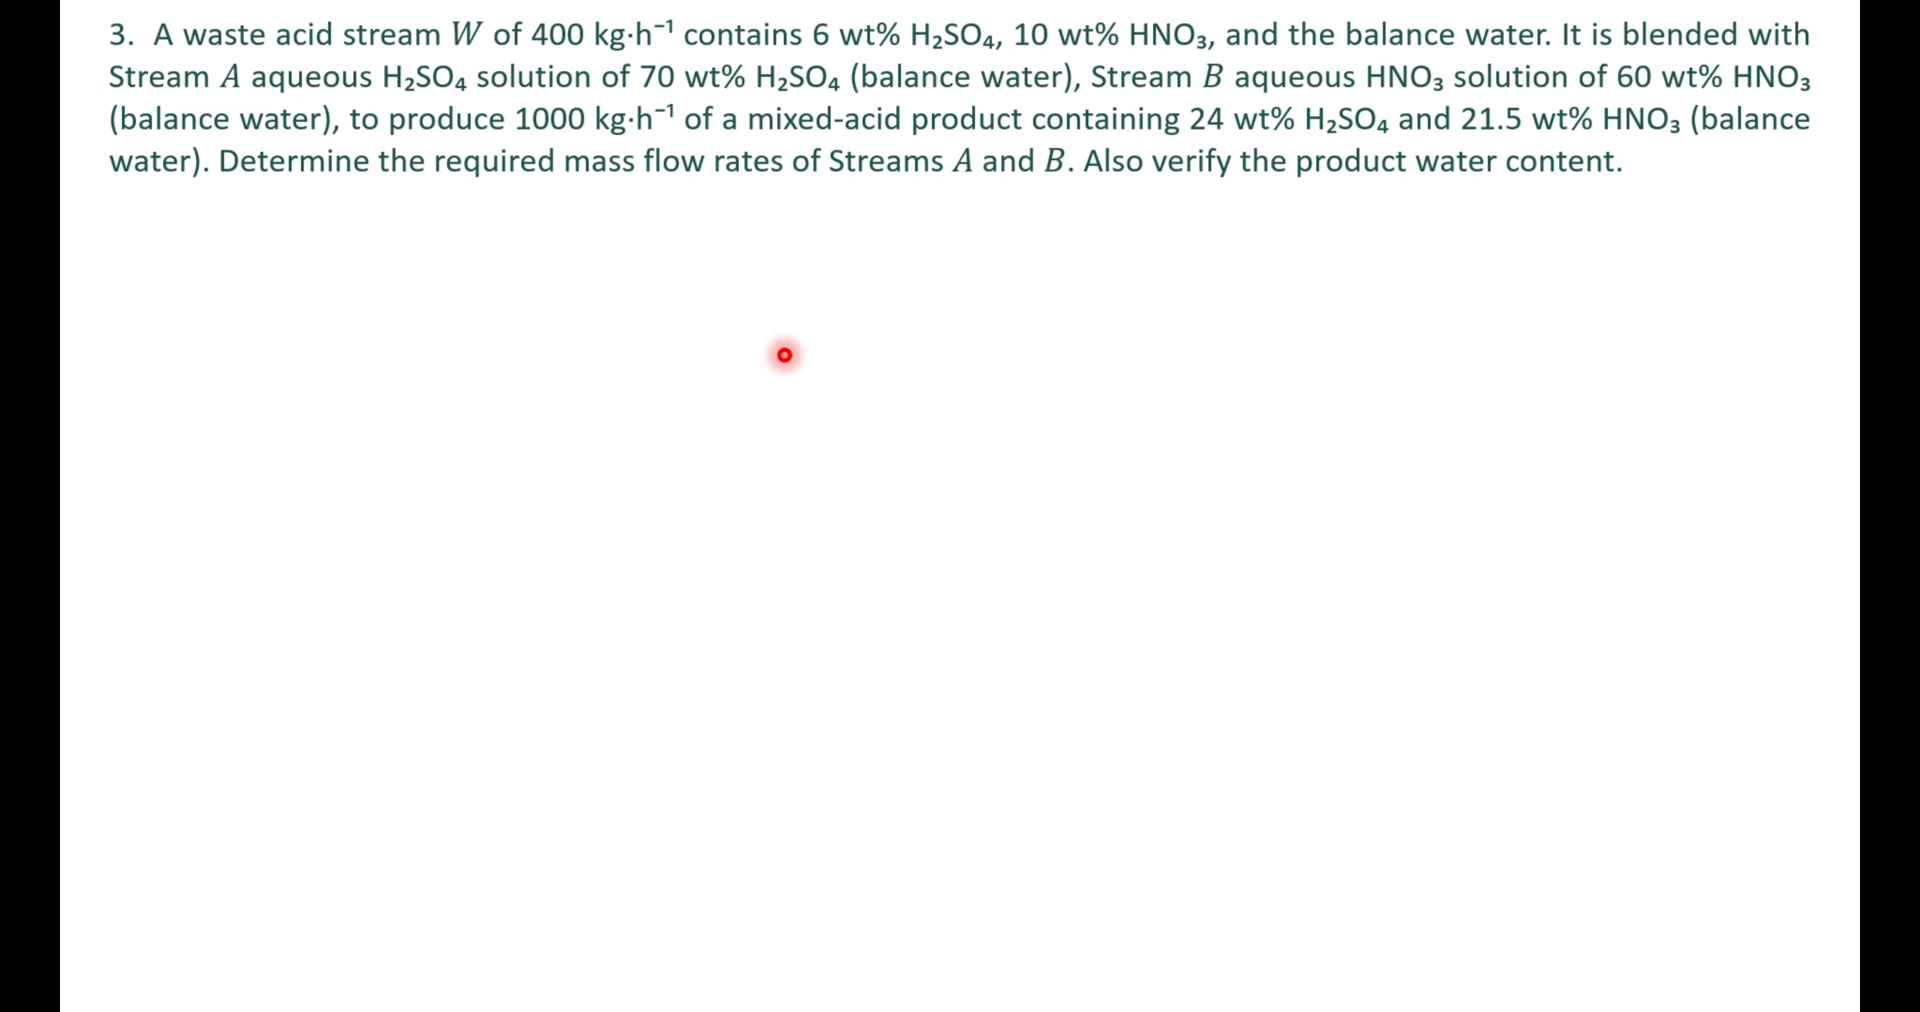 3. A waste acid stream W of 400 kg·h⁻¹ contains 6 wt% H₂SO₄, 10 wt% HNO₃, and the balance water. It is blended with
Stream A aqueous H₂SO₄ solution of 70 wt% H₂SO₄ (balance water), Stream B aqueous HNO₃ solution of 60 wt% HNO₃
(balance water), to produce 1000 kg·h⁻¹ of a mixed-acid product containing 24 wt% H₂SO₄ and 21.5 wt% HNO₃ (balance
water). Determine the required mass flow rates of Streams A and B. Also verify the product water content.